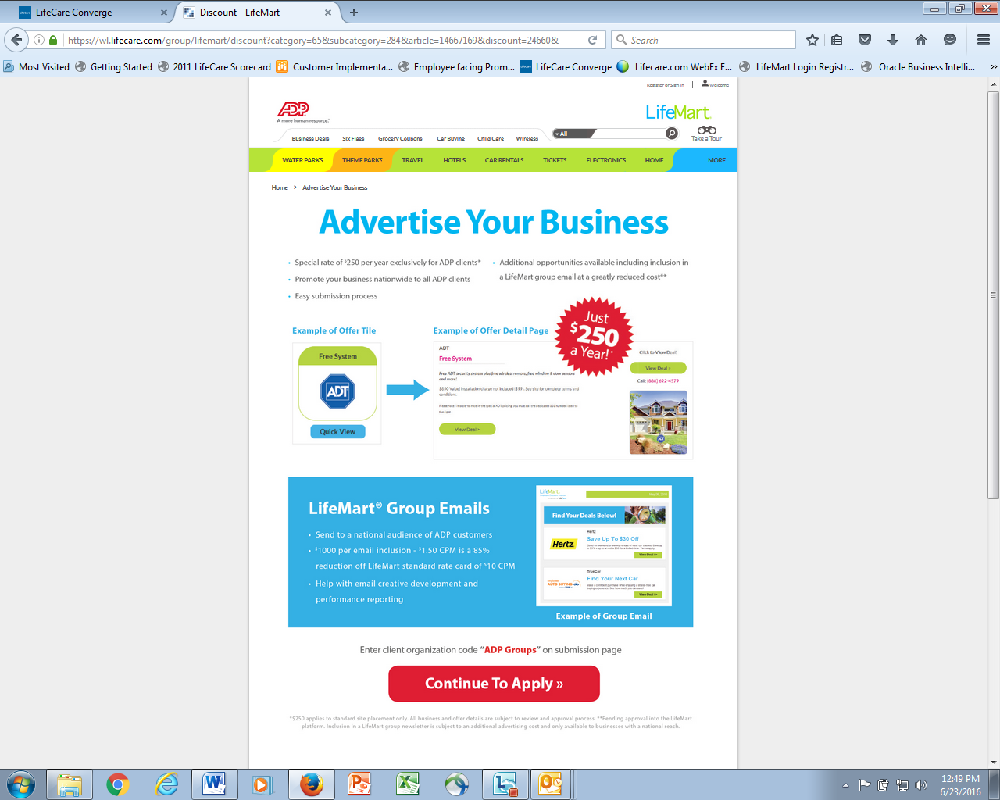 LifeCare Converge
Discount - LifeMart
https://wl.lifecare.com/group/lifemart/discount?category=65&subcategory=284&article=14667169&discount=24660&
Search
Most Visited
Getting Started
2011 LifeCare Scorecard
Customer Implementa...
Employee facing Prom...
LifeCare Converge
Lifecare.com WebEx E...
LifeMart Login Registr...
Oracle Business Intelli...
»
Register or Sign In | Welcome
ADP
A more human resource.
LifeMart
Business Deals Six Flags Grocery Coupons Car Buying Child Care Wireless
All
Take a Tour
WATER PARKS THEME PARKS TRAVEL HOTELS CAR RENTALS TICKETS ELECTRONICS HOME MORE
Home > Advertise Your Business
Advertise Your Business
• Special rate of $250 per year exclusively for ADP clients*
• Promote your business nationwide to all ADP clients
• Easy submission process
• Additional opportunities available including inclusion in
a LifeMart group email at a greatly reduced cost**
Example of Offer Tile
Free System
ADT
Quick View
Example of Offer Detail Page
Just
$250
a Year!*
ADT
Free System
Free ADT security system plus free wireless remote, free window & door sensors
and more!
$850 Value! Installation charge not included ($99). See site for complete terms and
conditions.
Please note - in order to receive the special ADT pricing, you must call the dedicated 800 number listed to
the right.
View Deal >
Click to View Deal!
View Deal >
Call: (888) 622-4579
ADT
LifeMart® Group Emails
• Send to a national audience of ADP customers
• $1000 per email inclusion - $1.50 CPM is a 85%
reduction off LifeMart standard rate card of $10 CPM
• Help with email creative development and
performance reporting
LifeMart
Find Your Deals Below!
Hertz
Hertz
Save Up To $30 Off
View Deal >>
TrueCar
AUTO BUYING
Find Your Next Car
View Deal >>
Example of Group Email
Enter client organization code “ADP Groups” on submission page
Continue To Apply »
*$250 applies to standard site placement only. All business and offer details are subject to review and approval process. **Pending approval into the LifeMart
platform. Inclusion in a LifeMart group newsletter is subject to an additional advertising cost and only available to businesses with a national reach.
12:49 PM
6/23/2016